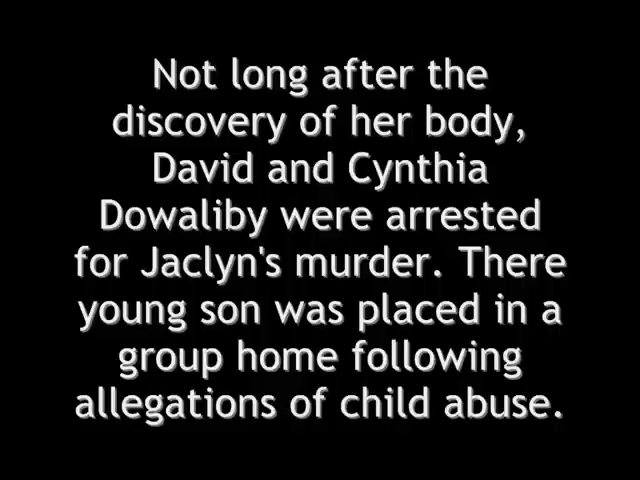 Not long after the
discovery of her body,
David and Cynthia
Dowaliby were arrested
for Jaclyn's murder. There
young son was placed in a
group home following
allegations of child abuse.